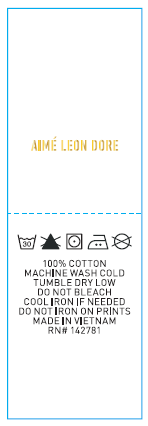 AIMÉ LEON DORE
30
100% COTTON
MACHINE WASH COLD
TUMBLE DRY LOW
DO NOT BLEACH
COOL IRON IF NEEDED
DO NOT IRON ON PRINTS
MADE IN VIETNAM
RN# 142781